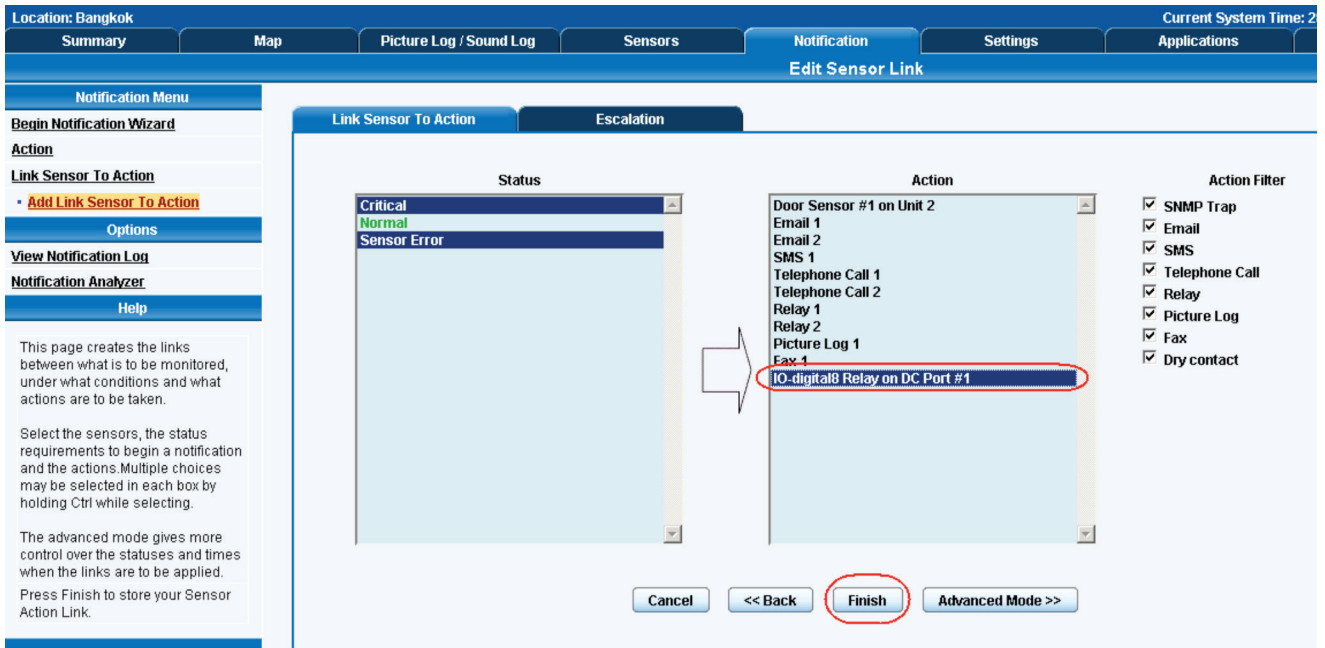 Location: Bangkok
Current System Time: 2
Summary
Map
Picture Log / Sound Log
Sensors
Notification
Settings
Applications
Edit Sensor Link
Notification Menu
Begin Notification Wizard
Action
Link Sensor To Action
Add Link Sensor To Action
Options
View Notification Log
Notification Analyzer
Help
This page creates the links
between what is to be monitored,
under what conditions and what
actions are to be taken.
Select the sensors, the status
requirements to begin a notification
and the actions.Multiple choices
may be selected in each box by
holding Ctrl while selecting.
The advanced mode gives more
control over the statuses and times
when the links are to be applied.
Press Finish to store your Sensor
Action Link.
Link Sensor To Action
Escalation
Status
Critical
Normal
Sensor Error
Action
Door Sensor #1 on Unit 2
Email 1
Email 2
SMS 1
Telephone Call 1
Telephone Call 2
Relay 1
Relay 2
Picture Log 1
Fax 1
IO-digital8 Relay on DC Port #1
Action Filter
SNMP Trap
Email
SMS
Telephone Call
Relay
Picture Log
Fax
Dry contact
Cancel
<< Back
Finish
Advanced Mode >>